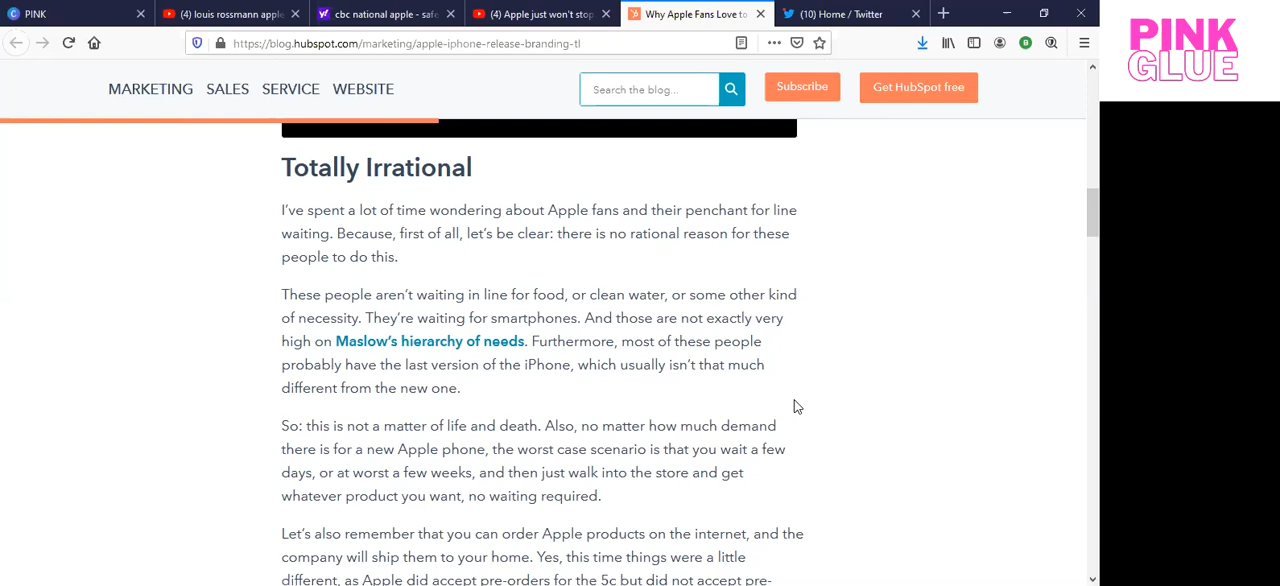 PINK
(4) louis rossmann apple
cbc national apple - safe
(4) Apple just won't stop
Why Apple Fans Love to
(10) Home / Twitter
https://blog.hubspot.com/marketing/apple-iphone-release-branding-tl
PINK
GLUE
MARKETING SALES SERVICE WEBSITE
Search the blog...
Subscribe
Get HubSpot free
Totally Irrational
I've spent a lot of time wondering about Apple fans and their penchant for line
waiting. Because, first of all, let's be clear: there is no rational reason for these
people to do this.
These people aren't waiting in line for food, or clean water, or some other kind
of necessity. They're waiting for smartphones. And those are not exactly very
high on Maslow's hierarchy of needs. Furthermore, most of these people
probably have the last version of the iPhone, which usually isn't that much
different from the new one.
So: this is not a matter of life and death. Also, no matter how much demand
there is for a new Apple phone, the worst case scenario is that you wait a few
days, or at worst a few weeks, and then just walk into the store and get
whatever product you want, no waiting required.
Let's also remember that you can order Apple products on the internet, and the
company will ship them to your home. Yes, this time things were a little
different, as Apple did accept pre-orders for the 5c but did not accept pre-